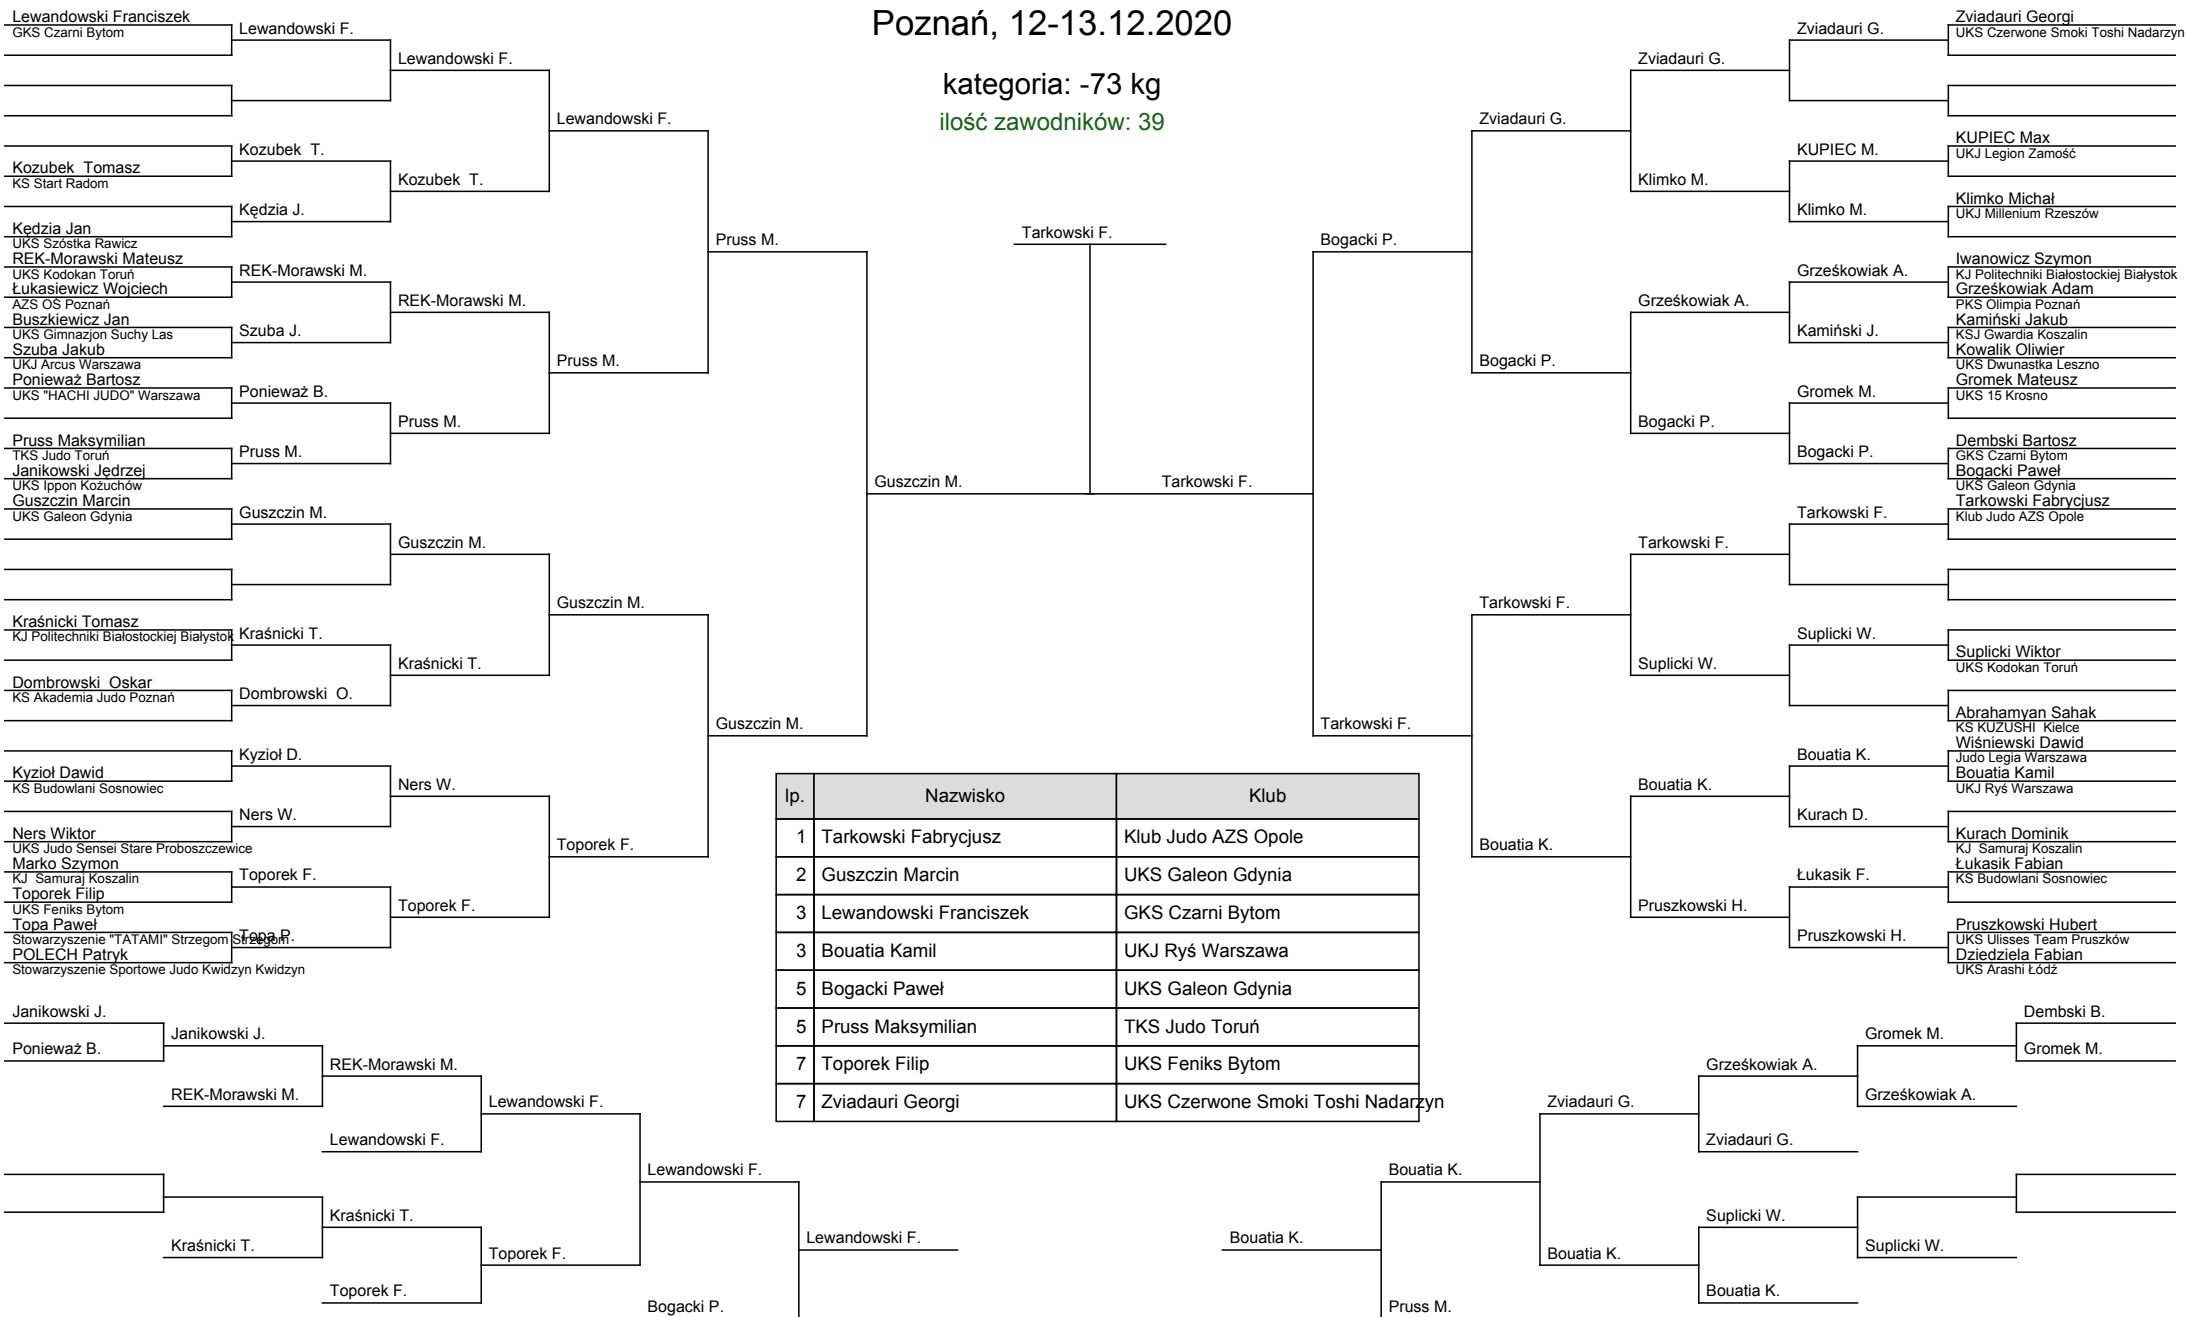 Poznań, 12-13.12.2020
kategoria: -73 kg
ilość zawodników: 39
Lewandowski Franciszek
GKS Czarni Bytom
Kozubek  Tomasz
KS Start Radom
Kędzia Jan
UKS Szóstka Rawicz
REK-Morawski Mateusz
UKS Kodokan Toruń
Łukasiewicz Wojciech
AZS OŚ Poznań
Buszkiewicz Jan
UKS Gimnazjon Suchy Las
Szuba Jakub
UKJ Arcus Warszawa
Ponieważ Bartosz
UKS "HACHI JUDO" Warszawa
Pruss Maksymilian
TKS Judo Toruń
Janikowski Jędrzej
UKS Ippon Kożuchów
Guszczin Marcin
UKS Galeon Gdynia
Kraśnicki Tomasz
KJ Politechniki Białostockiej Białystok
Dombrowski  Oskar
KS Akademia Judo Poznań
Kyzioł Dawid
KS Budowlani Sosnowiec
Ners Wiktor
UKS Judo Sensei Stare Proboszczewice
Marko Szymon
KJ  Samuraj Koszalin
Toporek Filip
UKS Feniks Bytom
Topa Paweł
Stowarzyszenie "TATAMI" Strzegom Strzegom
POLECH Patryk
Stowarzyszenie Sportowe Judo Kwidzyn Kwidzyn
Lewandowski F.
Kozubek  T.
Kędzia J.
REK-Morawski M.
Szuba J.
Ponieważ B.
Pruss M.
Guszczin M.
Kraśnicki T.
Dombrowski  O.
Kyzioł D.
Ners W.
Toporek F.
Topa P.
Lewandowski F.
Kozubek  T.
REK-Morawski M.
Pruss M.
Guszczin M.
Kraśnicki T.
Ners W.
Toporek F.
Lewandowski F.
Pruss M.
Guszczin M.
Toporek F.
Pruss M.
Guszczin M.
Guszczin M.
Tarkowski F.
Tarkowski F.
Bogacki P.
Tarkowski F.
Zviadauri G.
Bogacki P.
Tarkowski F.
Bouatia K.
Zviadauri G.
Klimko M.
Grześkowiak A.
Bogacki P.
Tarkowski F.
Suplicki W.
Bouatia K.
Pruszkowski H.
Zviadauri G.
KUPIEC M.
Klimko M.
Grześkowiak A.
Kamiński J.
Gromek M.
Bogacki P.
Tarkowski F.
Suplicki W.
Bouatia K.
Kurach D.
Łukasik F.
Pruszkowski H.
Zviadauri Georgi
UKS Czerwone Smoki Toshi Nadarzyn
KUPIEC Max
UKJ Legion Zamość
Klimko Michał
UKJ Millenium Rzeszów
Iwanowicz Szymon
KJ Politechniki Białostockiej Białystok
Grześkowiak Adam
PKS Olimpia Poznań
Kamiński Jakub
KSJ Gwardia Koszalin
Kowalik Oliwier
UKS Dwunastka Leszno
Gromek Mateusz
UKS 15 Krosno
Dembski Bartosz
GKS Czarni Bytom
Bogacki Paweł
UKS Galeon Gdynia
Tarkowski Fabrycjusz
Klub Judo AZS Opole
Suplicki Wiktor
UKS Kodokan Toruń
Abrahamyan Sahak
KS KUZUSHI  Kielce
Wiśniewski Dawid
Judo Legia Warszawa
Bouatia Kamil
UKJ Ryś Warszawa
Kurach Dominik
KJ  Samuraj Koszalin
Łukasik Fabian
KS Budowlani Sosnowiec
Pruszkowski Hubert
UKS Ulisses Team Pruszków
Dziedziela Fabian
UKS Arashi Łódź
lp. Nazwisko Klub
1 Tarkowski Fabrycjusz Klub Judo AZS Opole
2 Guszczin Marcin UKS Galeon Gdynia
3 Lewandowski Franciszek GKS Czarni Bytom
3 Bouatia Kamil UKJ Ryś Warszawa
5 Bogacki Paweł UKS Galeon Gdynia
5 Pruss Maksymilian TKS Judo Toruń
7 Toporek Filip UKS Feniks Bytom
7 Zviadauri Georgi UKS Czerwone Smoki Toshi Nadarzyn
Janikowski J.
Ponieważ B.
Janikowski J.
REK-Morawski M.
Kraśnicki T.
REK-Morawski M.
Lewandowski F.
Kraśnicki T.
Toporek F.
Lewandowski F.
Toporek F.
Lewandowski F.
Bogacki P.
Lewandowski F.
Bouatia K.
Bouatia K.
Pruss M.
Zviadauri G.
Bouatia K.
Grześkowiak A.
Zviadauri G.
Suplicki W.
Bouatia K.
Gromek M.
Grześkowiak A.
Suplicki W.
Dembski B.
Gromek M.